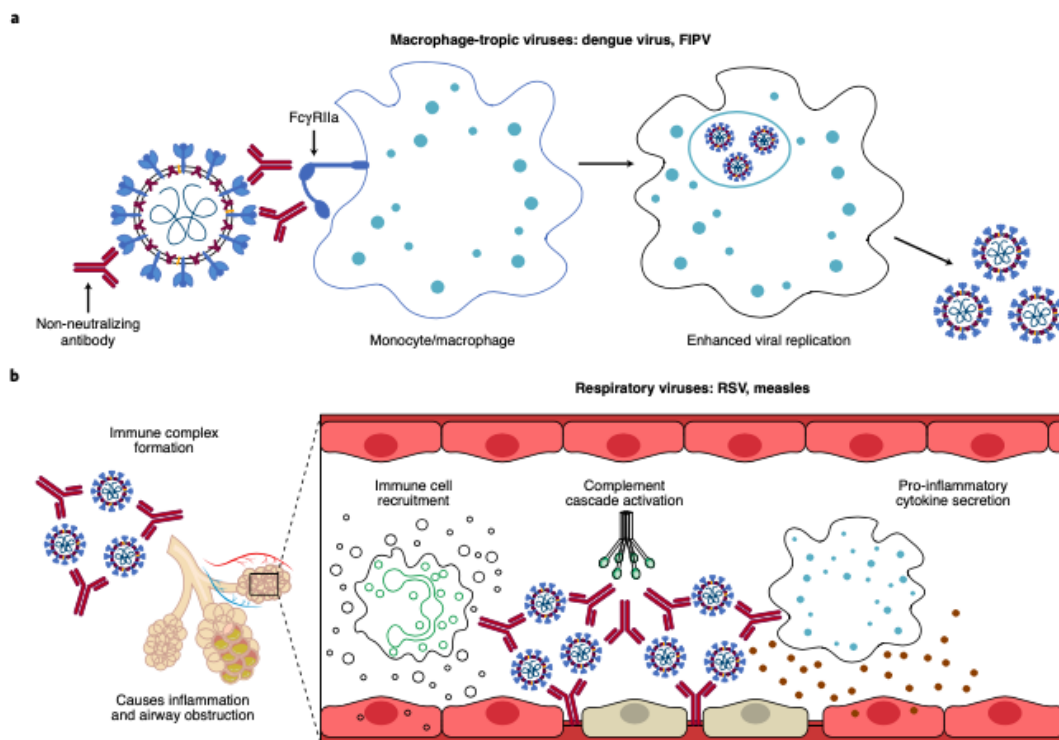 a
Macrophage-tropic viruses: dengue virus, FIPV
FcγRIIa
Non-neutralizing
antibody
Monocyte/macrophage
Enhanced viral replication
b
Respiratory viruses: RSV, measles
Immune complex
formation
Causes inflammation
and airway obstruction
Immune cell
recruitment
Complement
cascade activation
Pro-inflammatory
cytokine secretion